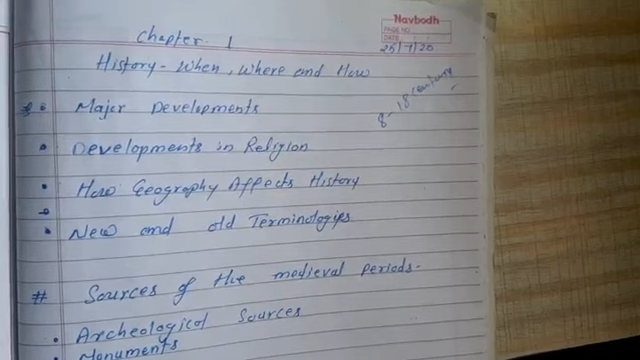 Navbodh
PAGE NO.
DATE
25/7/20
Chapter 1
History - When, Where and How
8-18 century
• Major Developments
• Developments in Religion
• How Geography Affects History
• New and old Terminologies
# Sources of the medieval periods-
• Archeological Sources
• Monuments